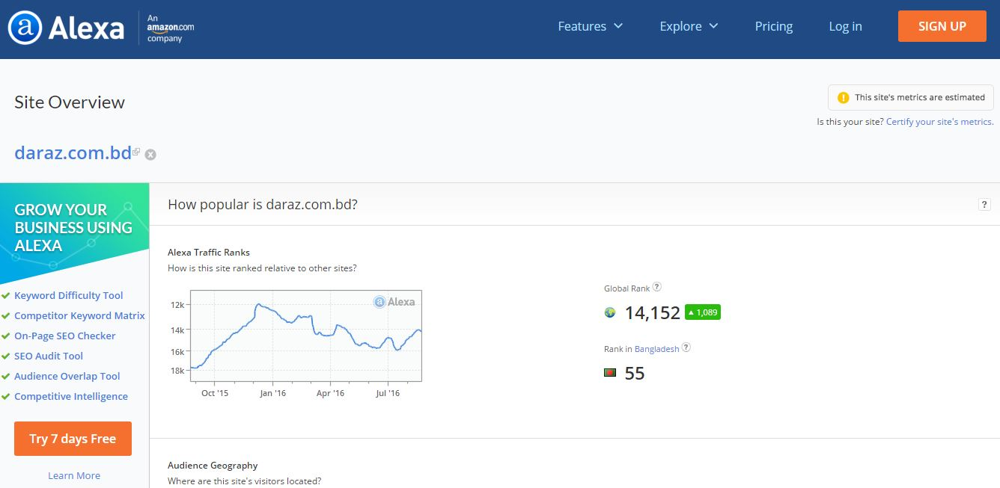 a Alexa
An
amazon.com
company
Features
Explore
Pricing
Log in
SIGN UP
Site Overview
This site's metrics are estimated
Is this your site? Certify your site's metrics.
daraz.com.bd
GROW YOUR
BUSINESS USING
ALEXA
Keyword Difficulty Tool
Competitor Keyword Matrix
On-Page SEO Checker
SEO Audit Tool
Audience Overlap Tool
Competitive Intelligence
Try 7 days Free
Learn More
How popular is daraz.com.bd?
?
Alexa Traffic Ranks
How is this site ranked relative to other sites?
a Alexa
12k
14k
16k
18k
Oct '15 Jan '16 Apr '16 Jul '16
Global Rank ?
14,152 1,089
Rank in Bangladesh ?
55
Audience Geography
Where are this site's visitors located?